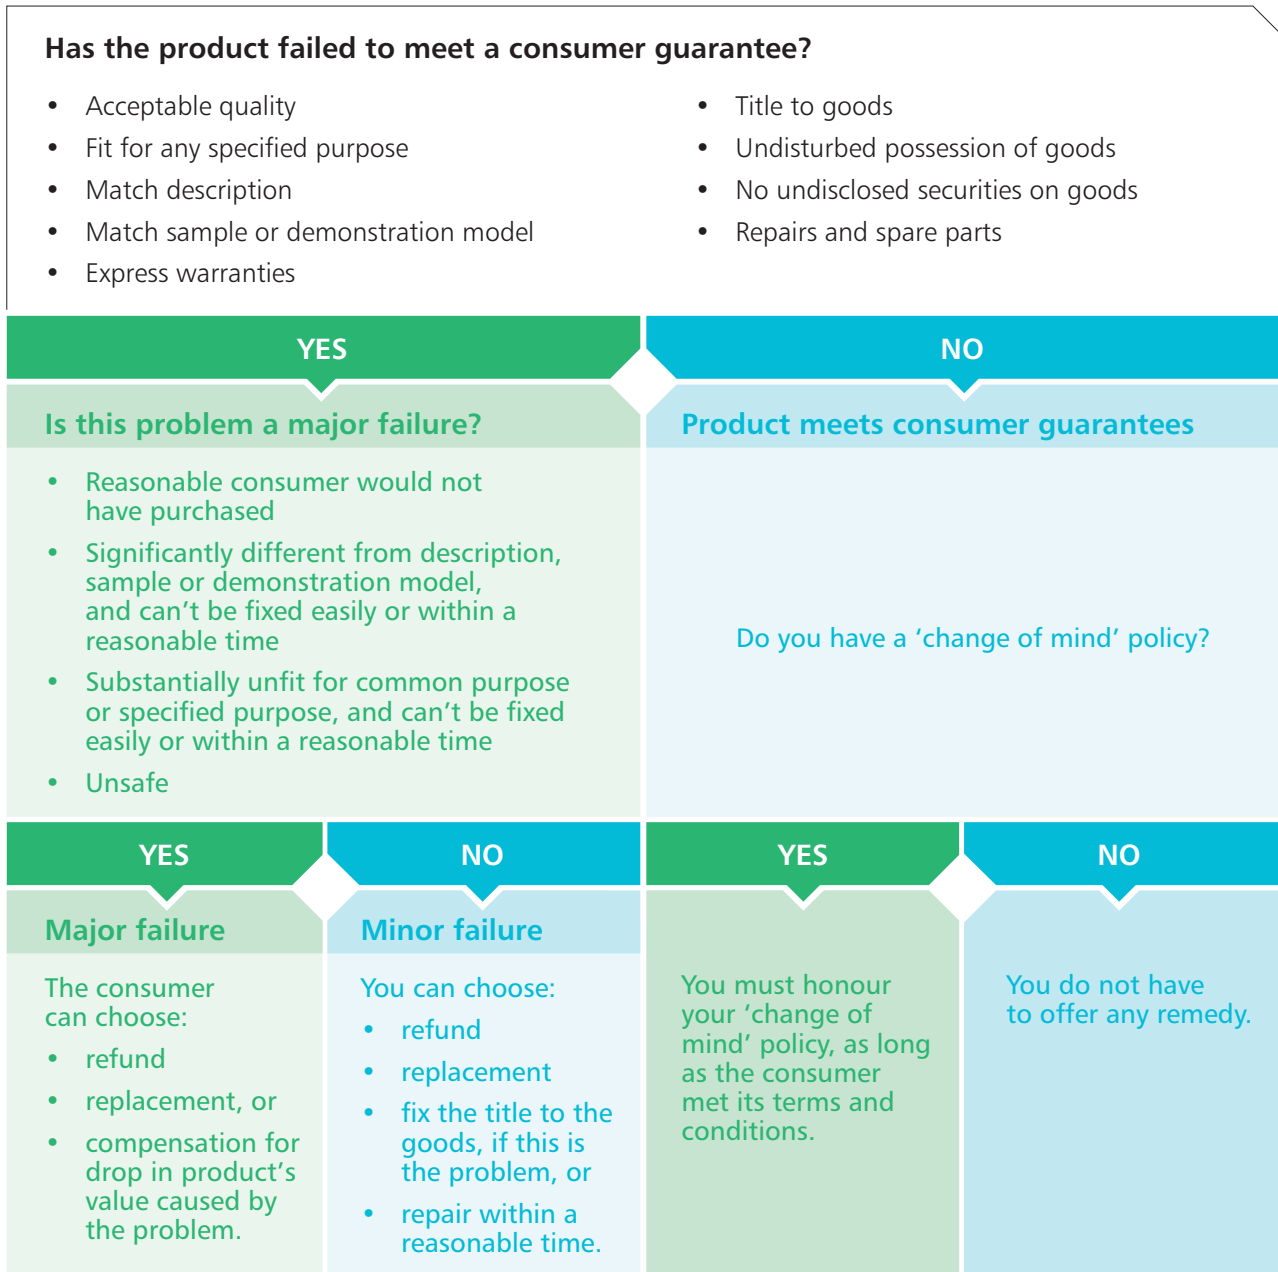 Has the product failed to meet a consumer guarantee?
• Acceptable quality
• Fit for any specified purpose
• Match description
• Match sample or demonstration model
• Express warranties
• Title to goods
• Undisturbed possession of goods
• No undisclosed securities on goods
• Repairs and spare parts
YES
NO
Is this problem a major failure?
• Reasonable consumer would not
have purchased
• Significantly different from description,
sample or demonstration model,
and can’t be fixed easily or within a
reasonable time
• Substantially unfit for common purpose
or specified purpose, and can’t be fixed
easily or within a reasonable time
• Unsafe
Product meets consumer guarantees
Do you have a ‘change of mind’ policy?
YES
NO
YES
NO
Major failure
The consumer
can choose:
• refund
• replacement, or
• compensation for
drop in product’s
value caused by
the problem.
Minor failure
You can choose:
• refund
• replacement
• fix the title to the
goods, if this is
the problem, or
• repair within a
reasonable time.
You must honour
your ‘change of
mind’ policy, as long
as the consumer
met its terms and
conditions.
You do not have
to offer any remedy.